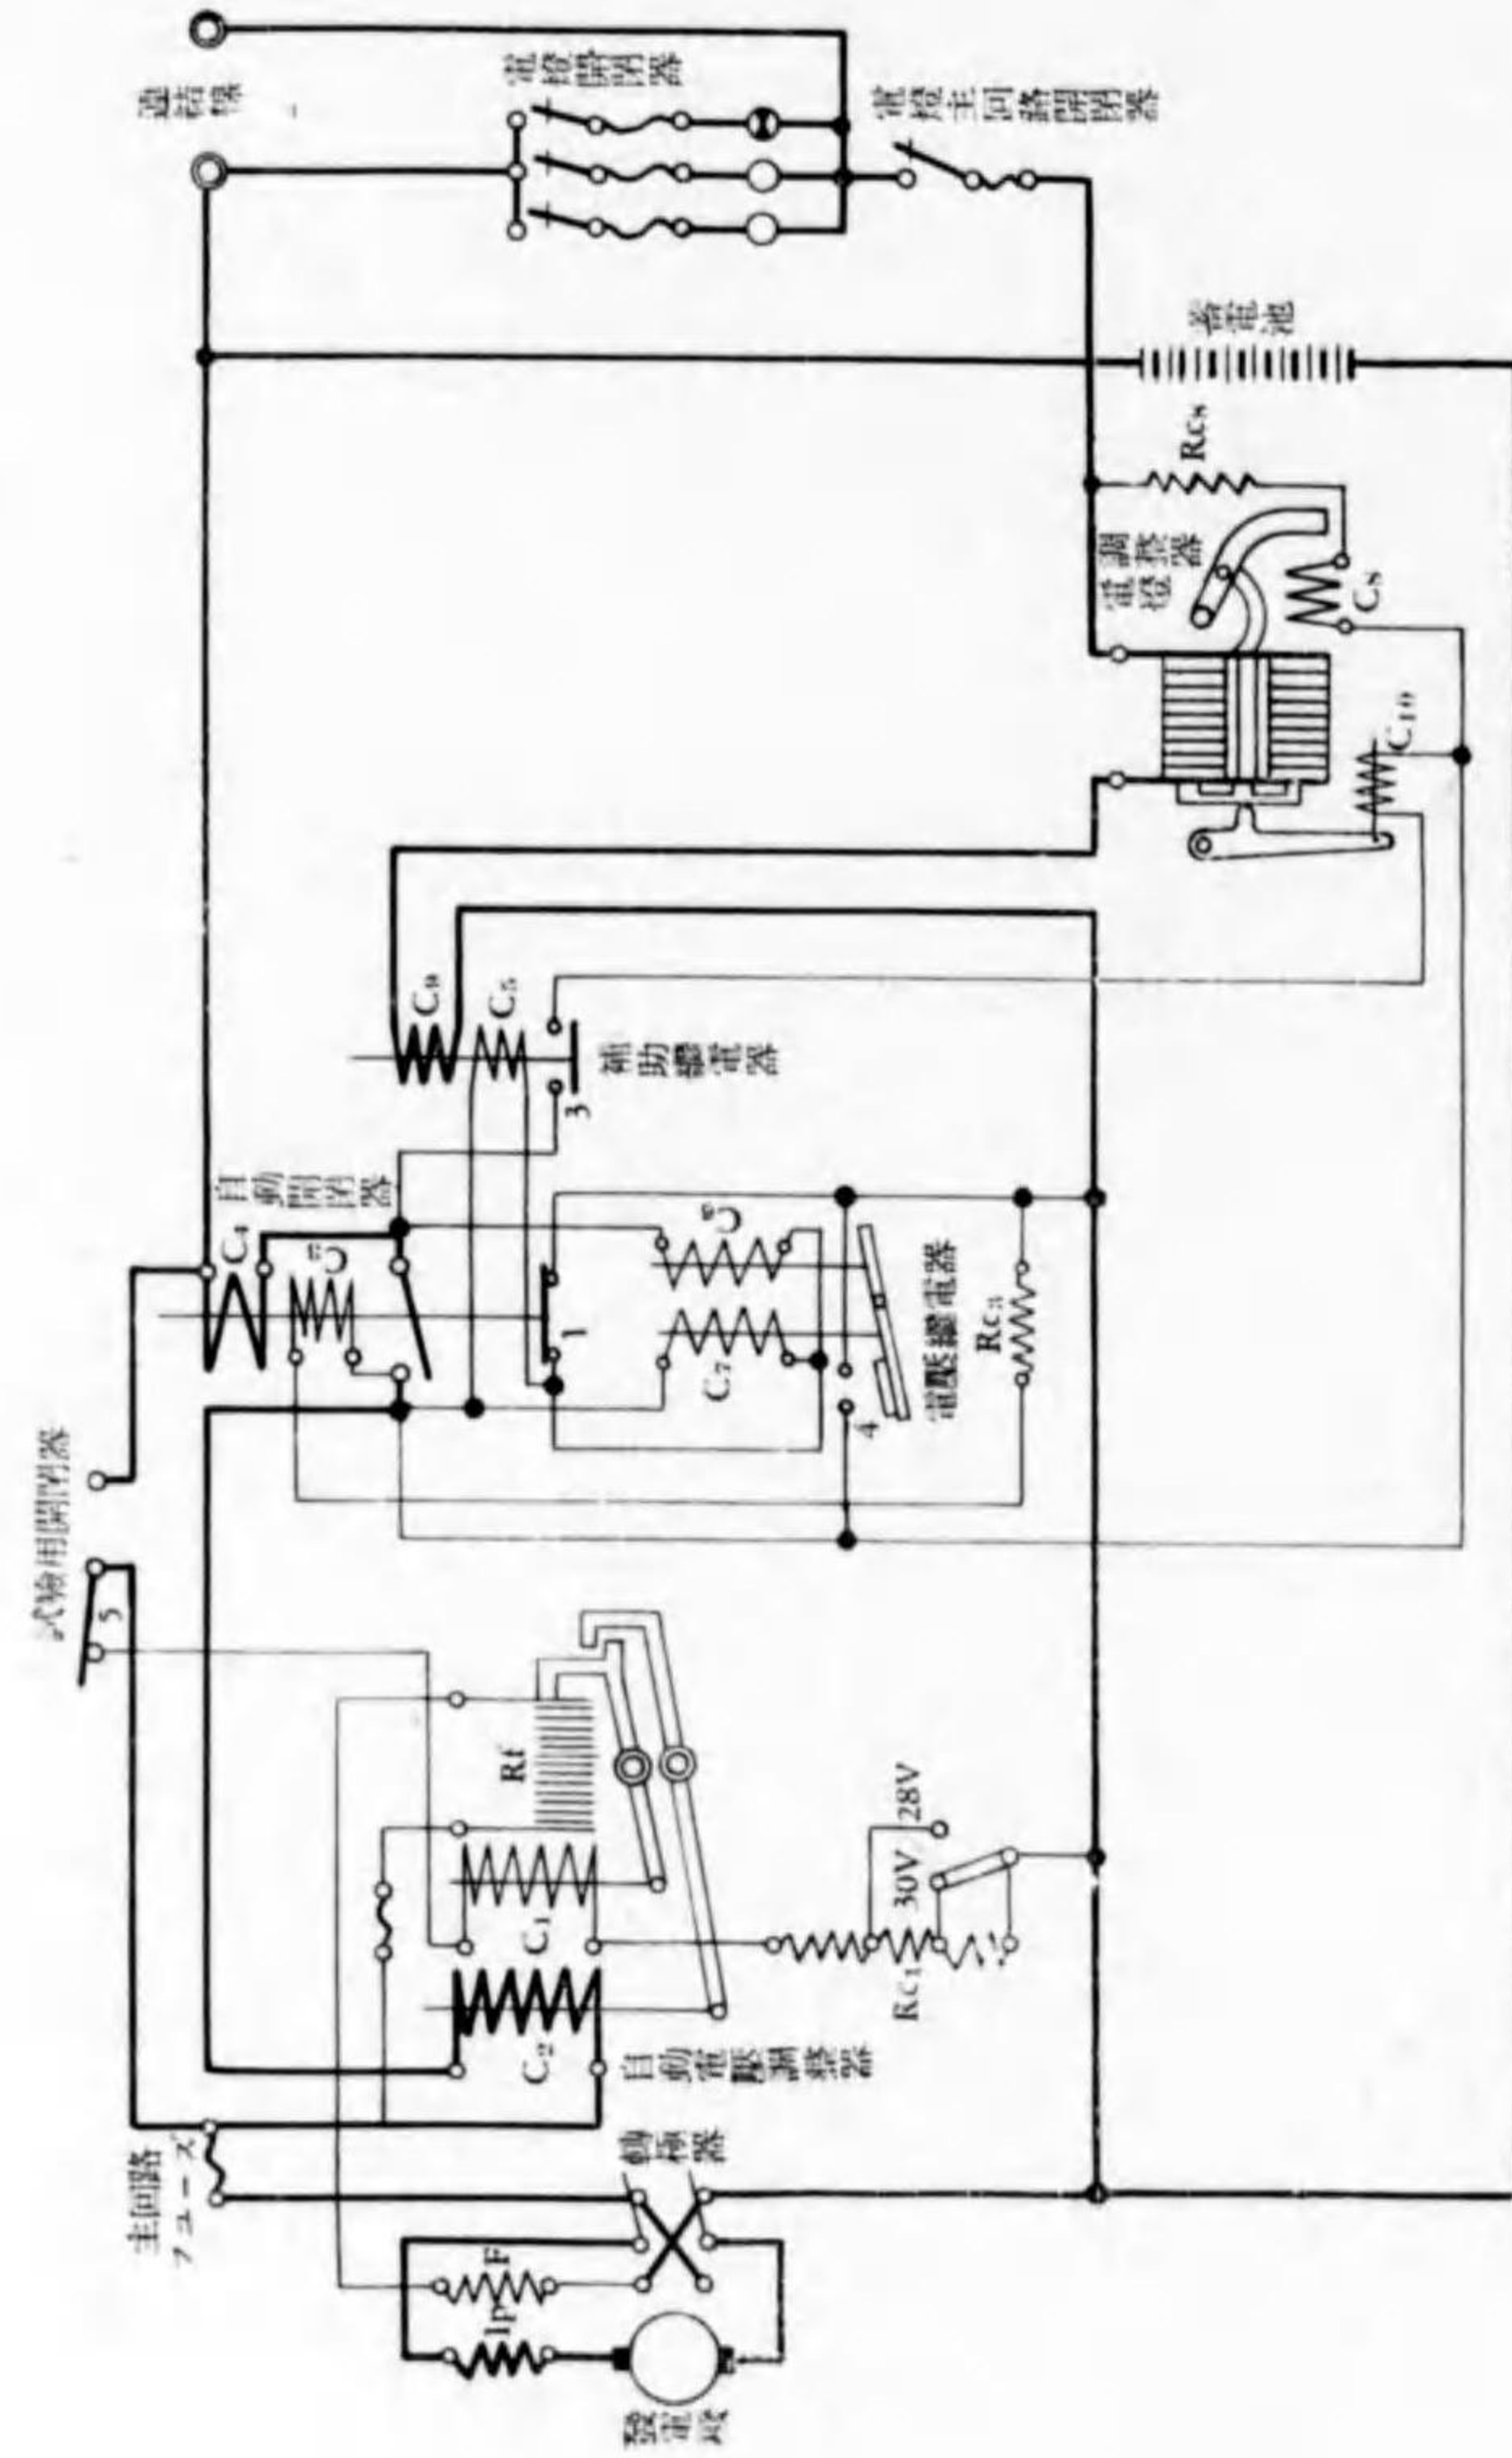 連結線
電燈開閉器
電燈主回路開閉器
蓄電池
Rc₈
電燈
調整器
C₈
C₁₀
C₉
C₅
補助繼電器
3
自動開閉器
C₄
C₃
1
C₆
C₇
電壓繼電器
4
Rc₃
試驗用開閉器
5
Rf
C₁
C₂
30V
28V
Rc₁
自動電壓調整器
主回路
フューズ
轉極器
F
Ip
發電機